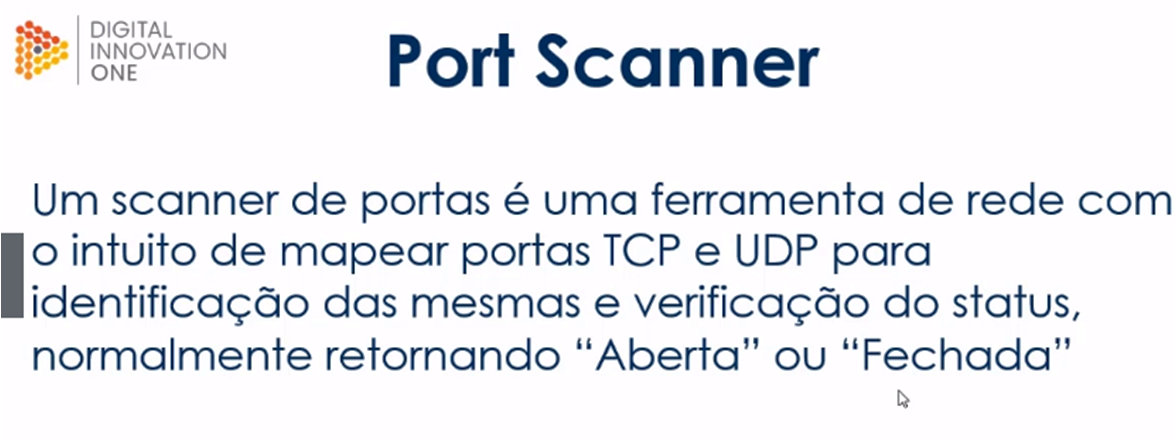 DIGITAL
INNOVATION
ONE
Port Scanner
Um scanner de portas é uma ferramenta de rede com
o intuito de mapear portas TCP e UDP para
identificação das mesmas e verificação do status,
normalmente retornando “Aberta” ou “Fechada”